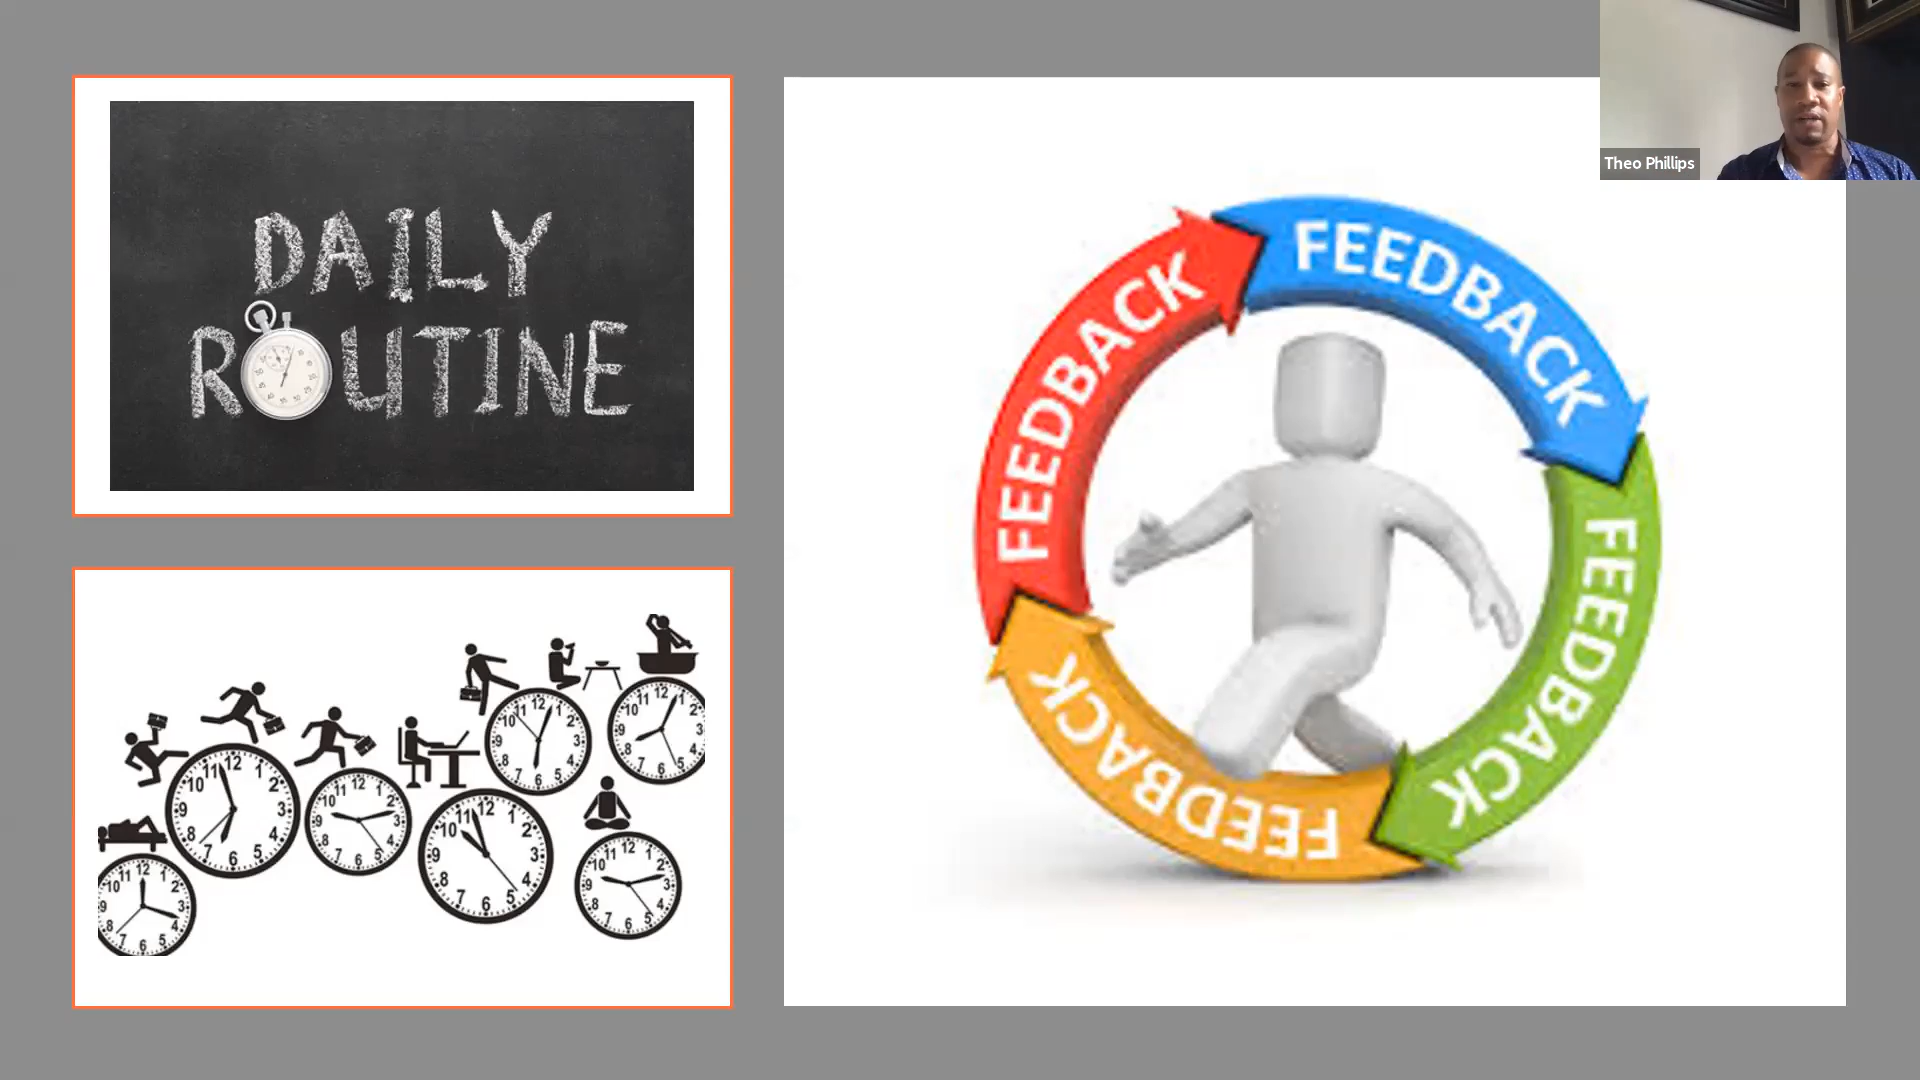 DAILY
ROUTINE
FEEDBACK
FEEDBACK
FEEDBACK
FEEDBACK
Theo Phillips